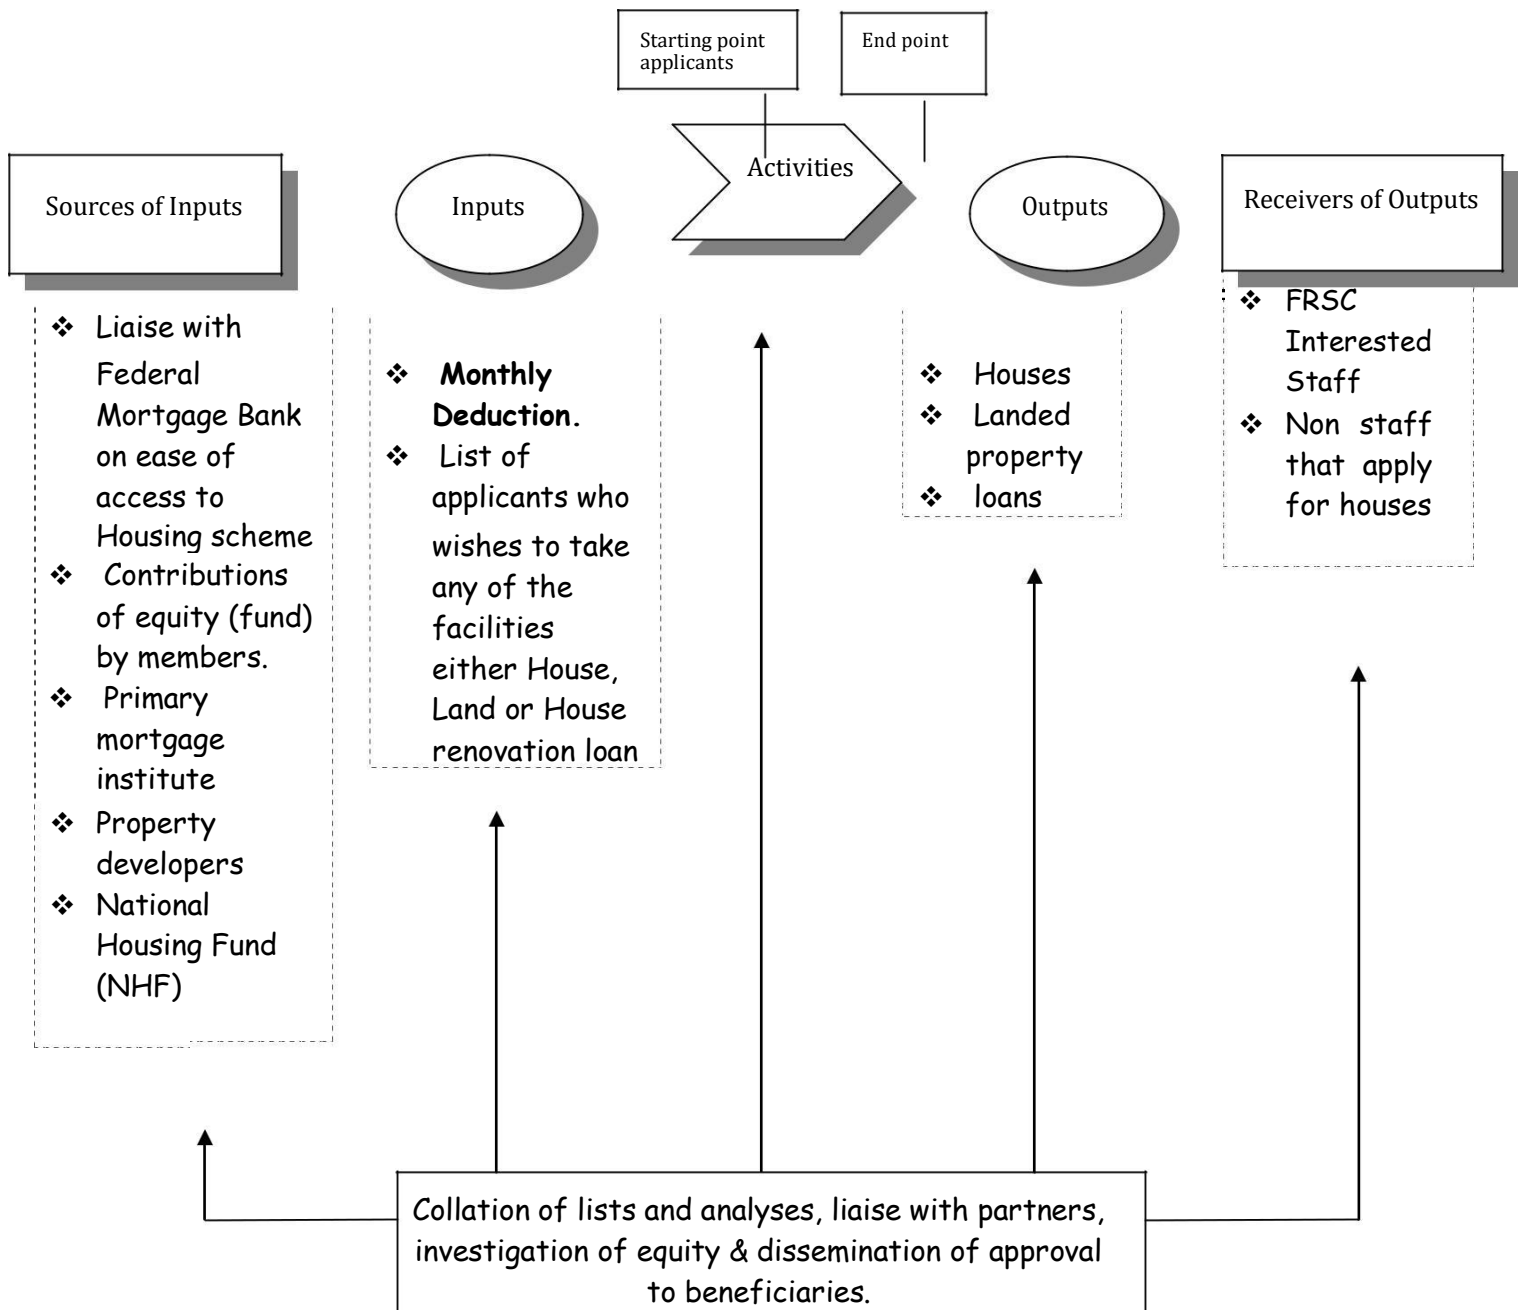 Starting point
applicants
End point
Sources of Inputs
Inputs
Activities
Outputs
Receivers of Outputs
❖ Liaise with
Federal
Mortgage Bank
on ease of
access to
Housing scheme
❖ Contributions
of equity (fund)
by members.
❖ Primary
mortgage
institute
❖ Property
developers
❖ National
Housing Fund
(NHF)
❖ Monthly
Deduction.
❖ List of
applicants who
wishes to take
any of the
facilities
either House,
Land or House
renovation loan
❖ Houses
❖ Landed
property
❖ loans
❖ FRSC
Interested
Staff
❖ Non staff
that apply
for houses
Collation of lists and analyses, liaise with partners,
investigation of equity & dissemination of approval
to beneficiaries.